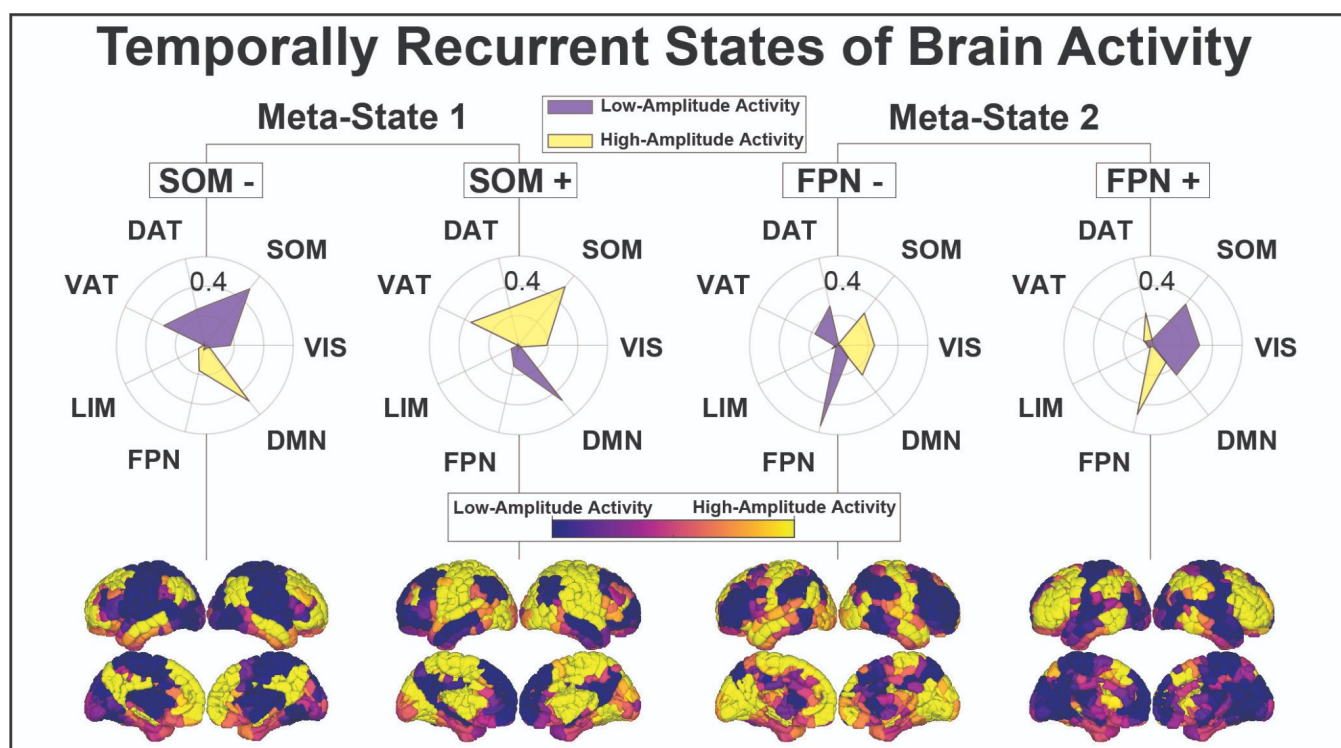 Temporally Recurrent States of Brain Activity
Meta-State 1
Low-Amplitude Activity
High-Amplitude Activity
Meta-State 2
SOM -
SOM +
FPN -
FPN +
DAT
SOM
VAT
0.4
VIS
LIM
FPN
DMN
DAT
SOM
VAT
0.4
VIS
LIM
FPN
DMN
DAT
SOM
VAT
0.4
VIS
LIM
FPN
DMN
DAT
SOM
VAT
0.4
VIS
LIM
FPN
DMN
Low-Amplitude Activity
High-Amplitude Activity